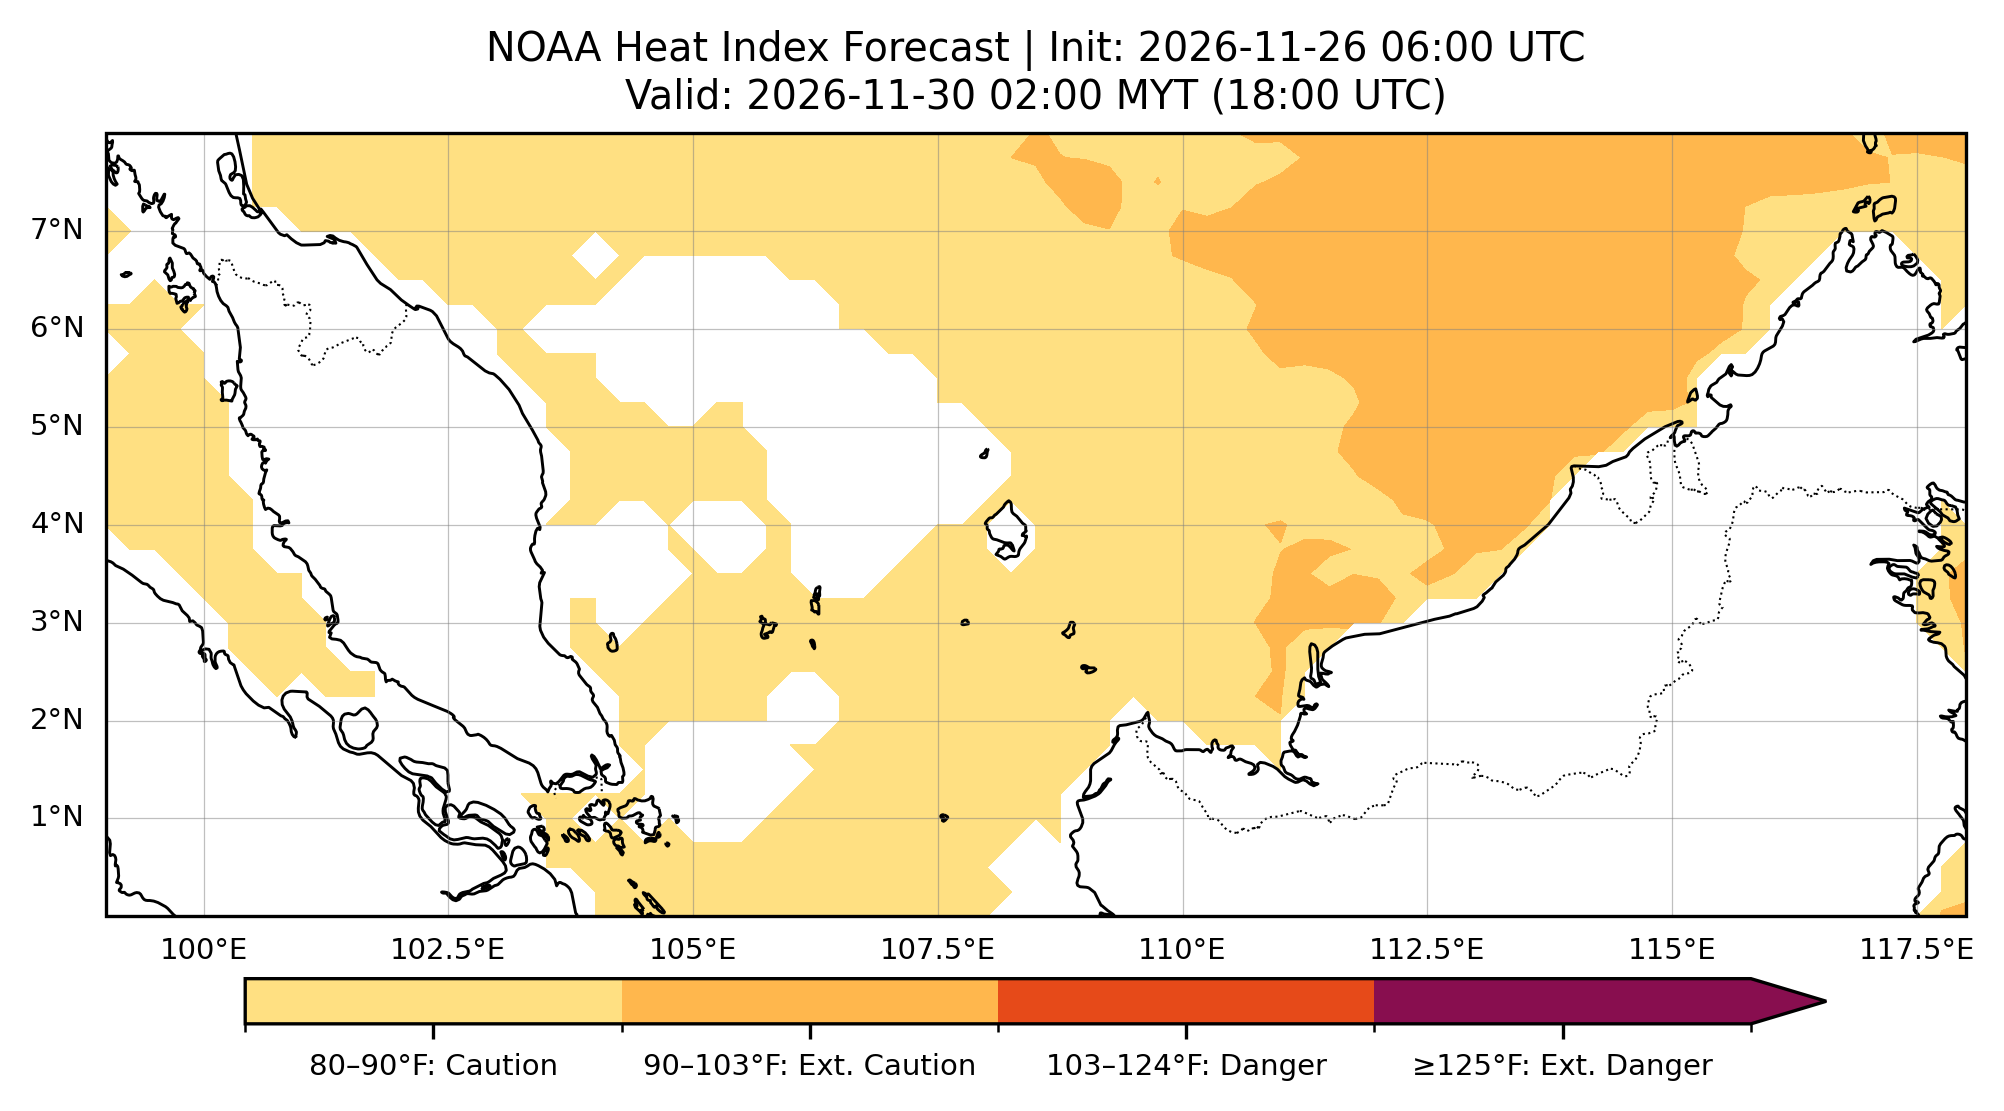 NOAA Heat Index Forecast | Init: 2026-11-26 06:00 UTC
Valid: 2026-11-30 02:00 MYT (18:00 UTC)
7°N
6°N
5°N
4°N
3°N
2°N
1°N
100°E 102.5°E 105°E 107.5°E 110°E 112.5°E 115°E 117.5°E
80–90°F: Caution 90–103°F: Ext. Caution 103–124°F: Danger ≥125°F: Ext. Danger